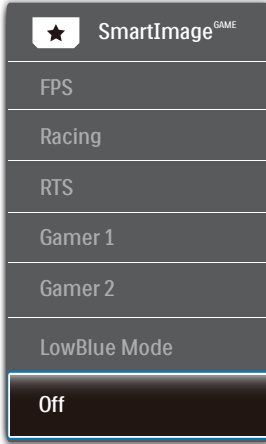 SmartImage GAME
FPS
Racing
RTS
Gamer 1
Gamer 2
LowBlue Mode
Off